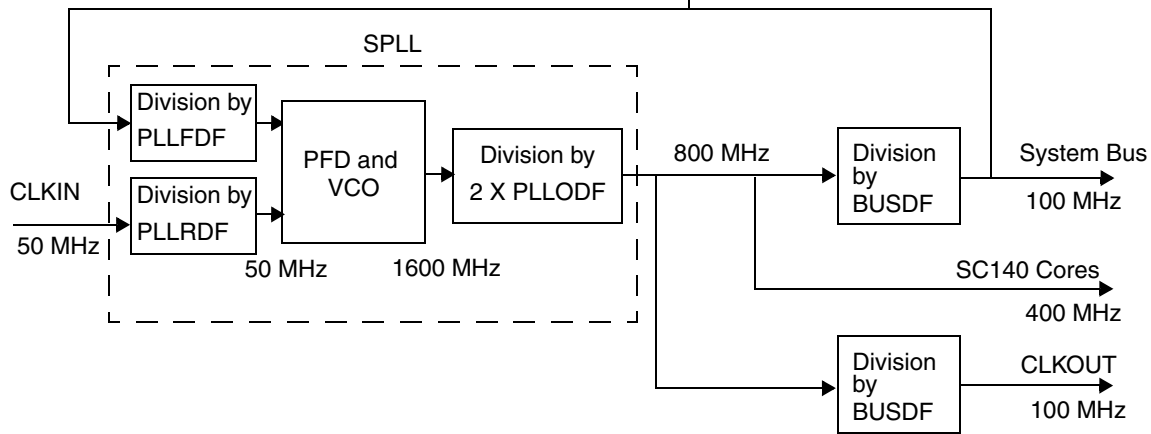 SPLL
Division by
PLLFDF
CLKIN
50 MHz
Division by
PLLRDF
PFD and
VCO
50 MHz
1600 MHz
Division by
2 X PLLODF
800 MHz
Division
by
BUSDF
System Bus
100 MHz
SC140 Cores
400 MHz
Division
by
BUSDF
CLKOUT
100 MHz